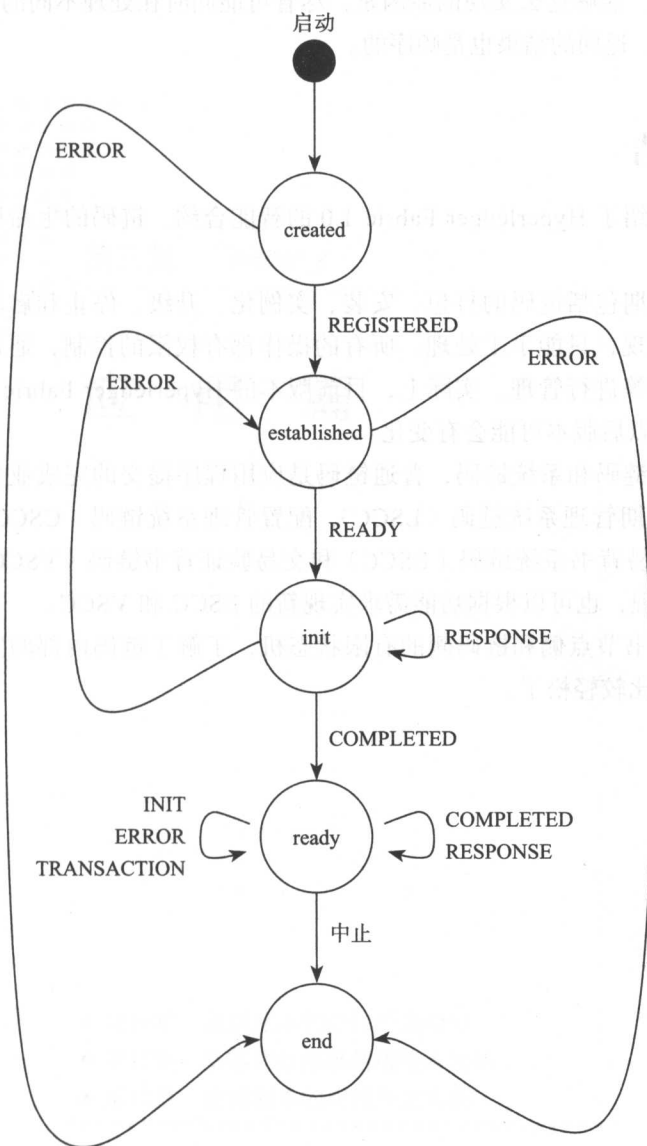 启动
ERROR
created
REGISTERED
ERROR
ERROR
established
READY
init
RESPONSE
COMPLETED
INIT
ERROR
TRANSACTION
ready
COMPLETED
RESPONSE
中止
end